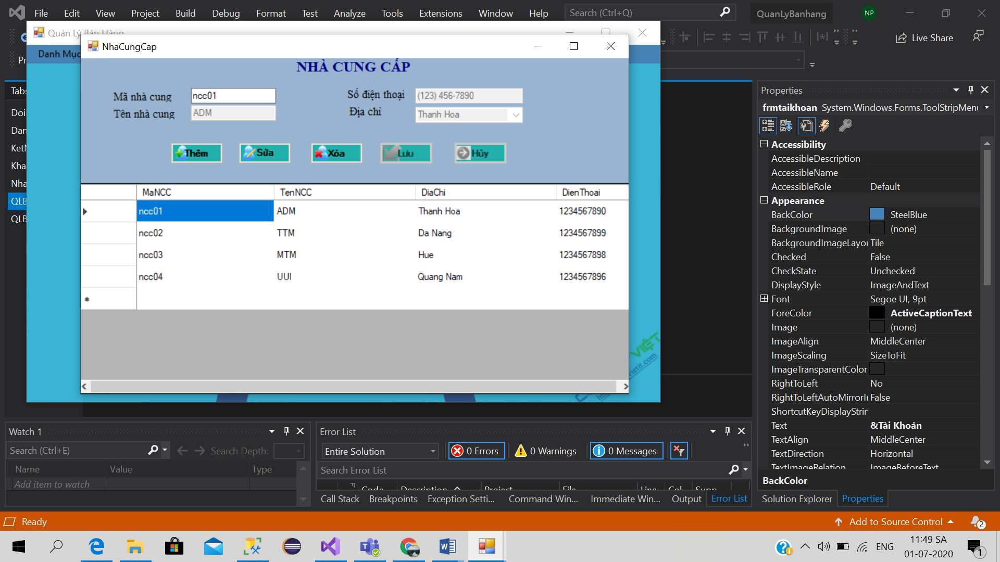 File Edit View Project Build Debug Format Test Analyze Tools Extensions Window Help Search (Ctrl+Q) QuanLyBanhang NP
Quản Lý Bán Hàng
Live Share
Danh Mục
NhaCungCap
NHÀ CUNG CẤP
Mã nhà cung ncc01 Số điện thoại (123) 456-7890
Tên nhà cung ADM Địa chỉ Thanh Hoa
Thêm Sửa Xóa Lưu Hủy
MaNCC TenNCC DiaChi DienThoai
ncc01 ADM Thanh Hoa 1234567890
ncc02 TTM Da Nang 1234567899
ncc03 MTM Hue 1234567898
ncc04 UUI Quang Nam 1234567896
VIỆT
vietit.com
Pr
Tabs
Doi
Dan
KetN
Kha
Nha
QLB
QLB
Properties
frmtaikhoan System.Windows.Forms.ToolStripMenu
Accessibility
AccessibleDescription
AccessibleName
AccessibleRole Default
Appearance
BackColor SteelBlue
BackgroundImage (none)
BackgroundImageLayou Tile
Checked False
CheckState Unchecked
DisplayStyle ImageAndText
Font Segoe UI, 9pt
ForeColor ActiveCaptionText
Image (none)
ImageAlign MiddleCenter
ImageScaling SizeToFit
ImageTransparentColor
RightToLeft No
RightToLeftAutoMirrorI False
ShortcutKeyDisplayStrin
Text &Tài Khoản
TextAlign MiddleCenter
TextDirection Horizontal
TextImageRelation ImageBeforeText
BackColor
Solution Explorer Properties
Watch 1
Search (Ctrl+E) Search Depth:
Name Value Type
Add item to watch
Error List
Entire Solution 0 Errors 0 Warnings 0 Messages
Search Error List
Code Description Project File Line Col Supp
Call Stack Breakpoints Exception Setti... Command Win... Immediate Win... Output Error List
Ready Add to Source Control 2
ENG 11:49 SA
01-07-2020 1